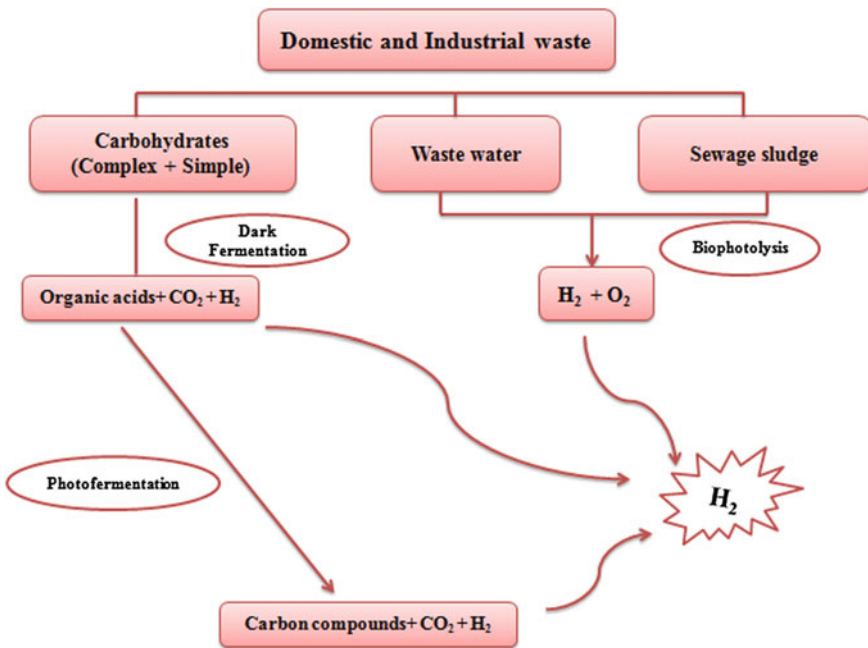 Domestic and Industrial waste
Carbohydrates
(Complex + Simple)
Waste water
Sewage sludge
Dark
Fermentation
Biophotolysis
Organic acids+ CO₂ + H₂
H₂ + O₂
Photofermentation
H₂
Carbon compounds+ CO₂ + H₂